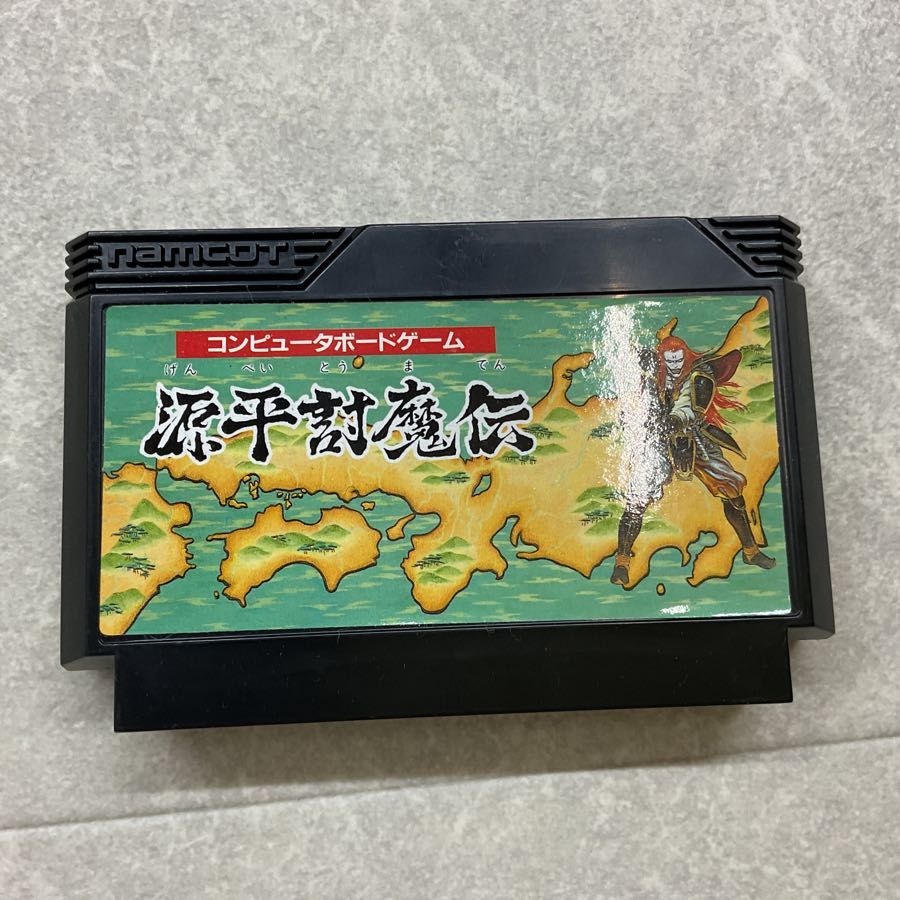 namcot
コンピュータボードゲーム
げん ぺい とう ま でん
源平討魔伝